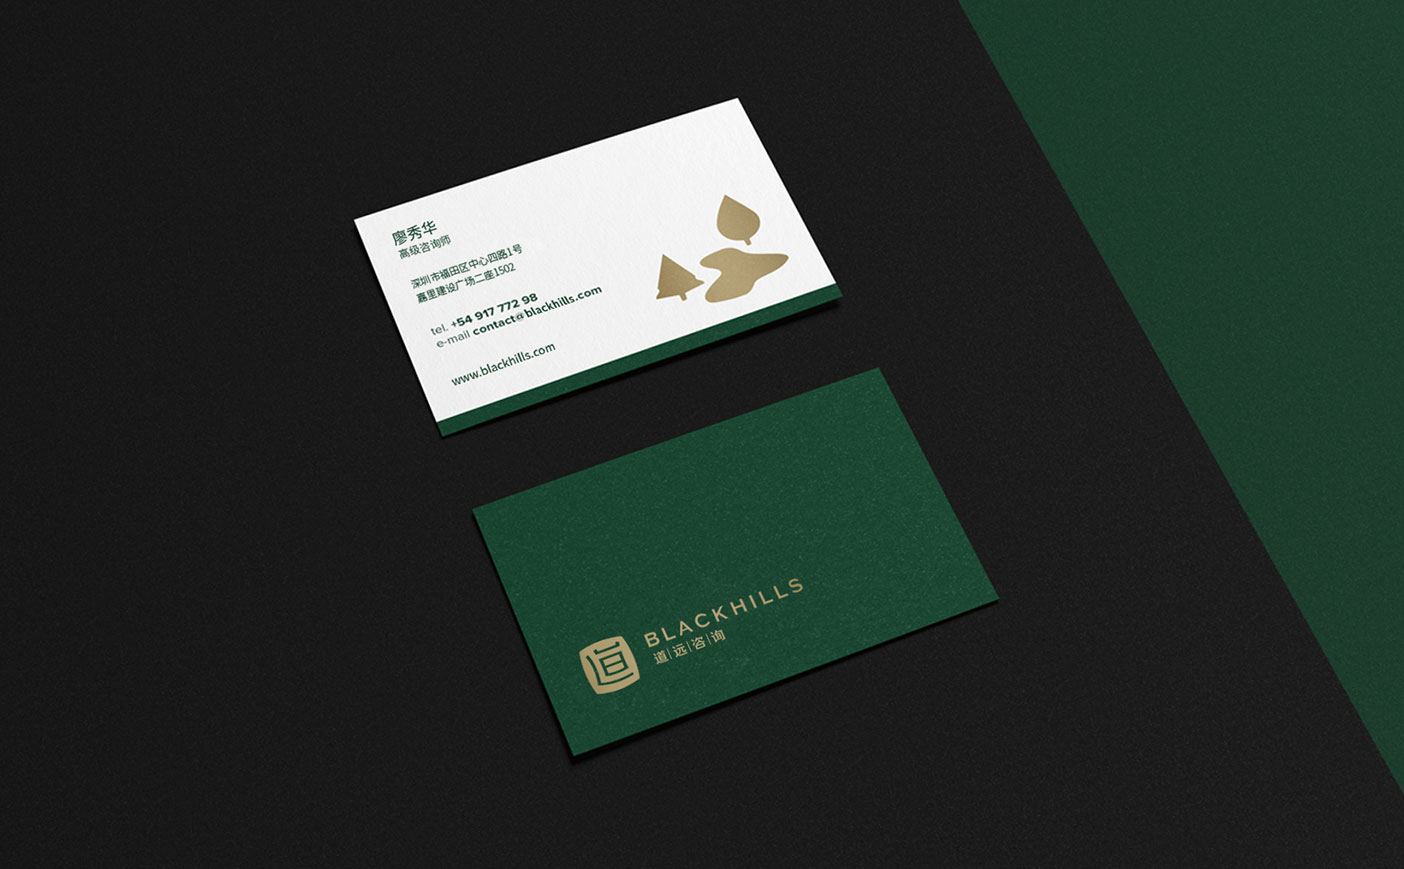 廖秀华
高级咨询师
深圳市福田区中心四路1号
嘉里建设广场二座1502
tel. +54 917 772 98
e-mail contact@blackhills.com
www.blackhills.com
BLACKHILLS
道|远|咨|询